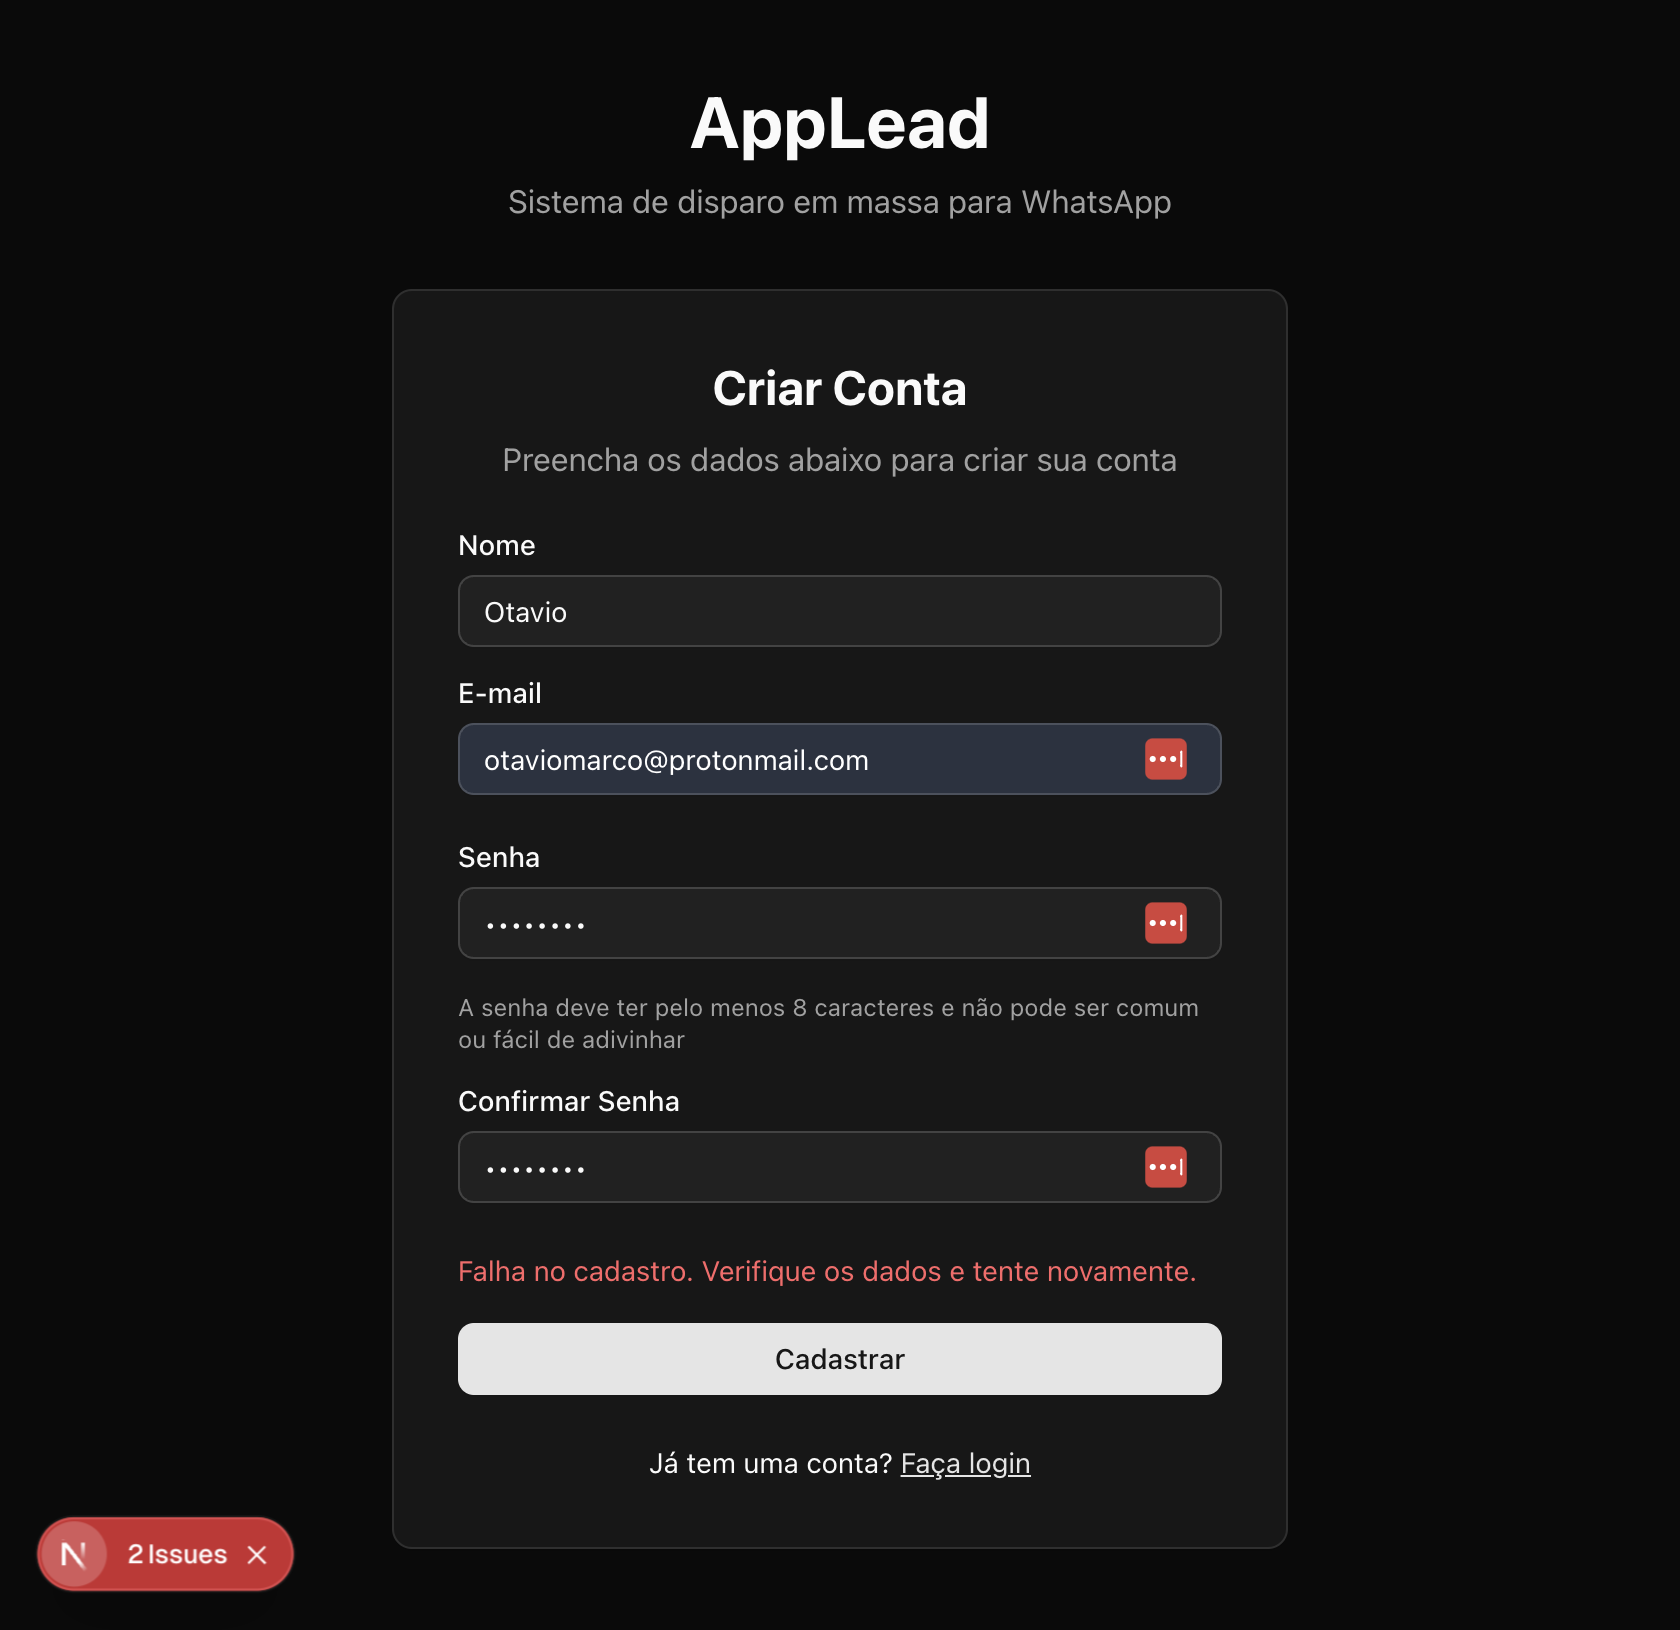 AppLead
Sistema de disparo em massa para WhatsApp
Criar Conta
Preencha os dados abaixo para criar sua conta
Nome
Otavio
E-mail
otaviomarco@protonmail.com
Senha
••••••••
A senha deve ter pelo menos 8 caracteres e não pode ser comum
ou fácil de adivinhar
Confirmar Senha
••••••••
Falha no cadastro. Verifique os dados e tente novamente.
Cadastrar
Já tem uma conta? Faça login
N 2 Issues